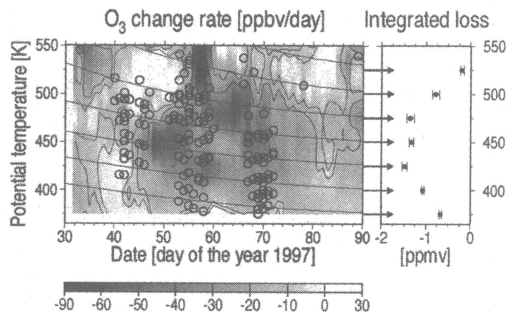 O3 change rate [ppbv/day]
Integrated loss
Potential temperature [K]
550
500
450
400
550
500
450
400
30 40 50 60 70 80 90
-2 -1 0
Date [day of the year 1997]
[ppmv]
-90 -80 -70 -60 -50 -40 -30 -20 -10 0 30